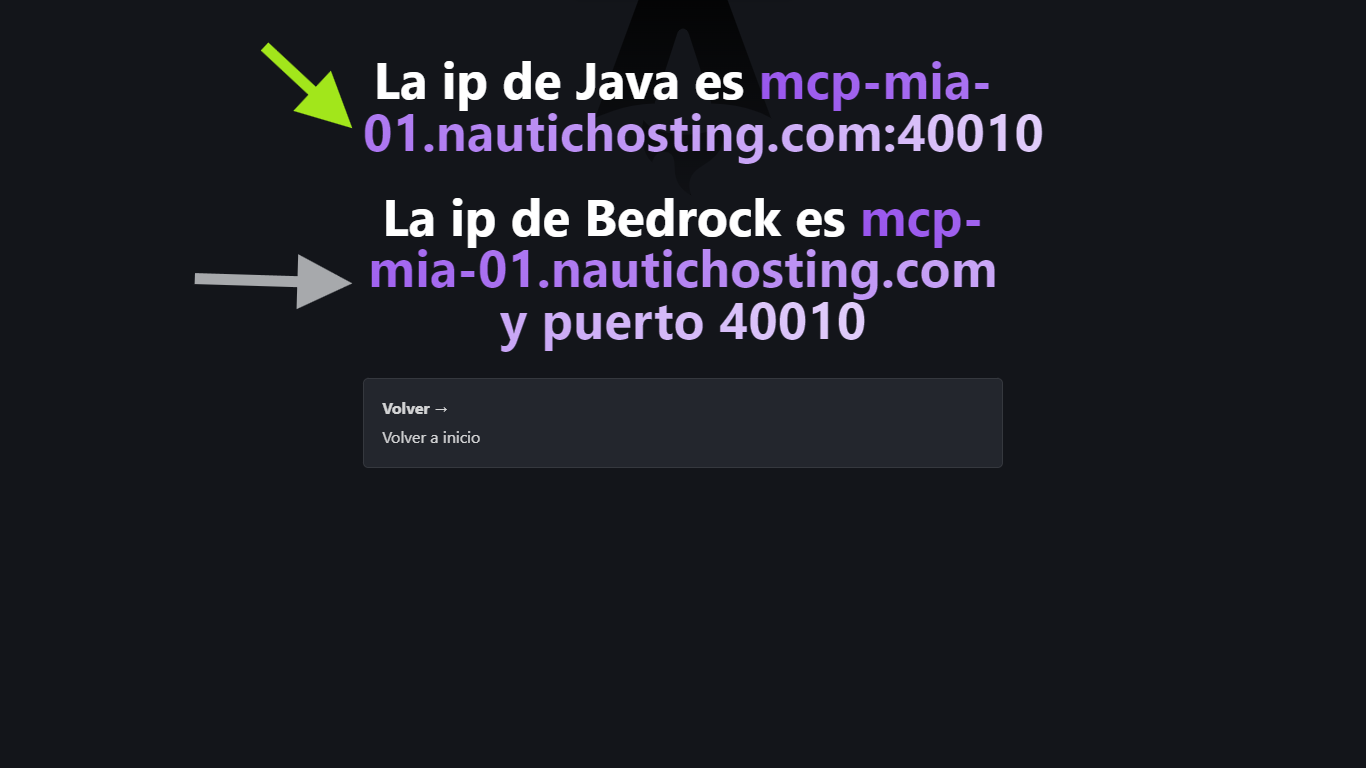 La ip de Java es mcp-mia-
01.nautichosting.com:40010
La ip de Bedrock es mcp-
mia-01.nautichosting.com
y puerto 40010
Volver →
Volver a inicio